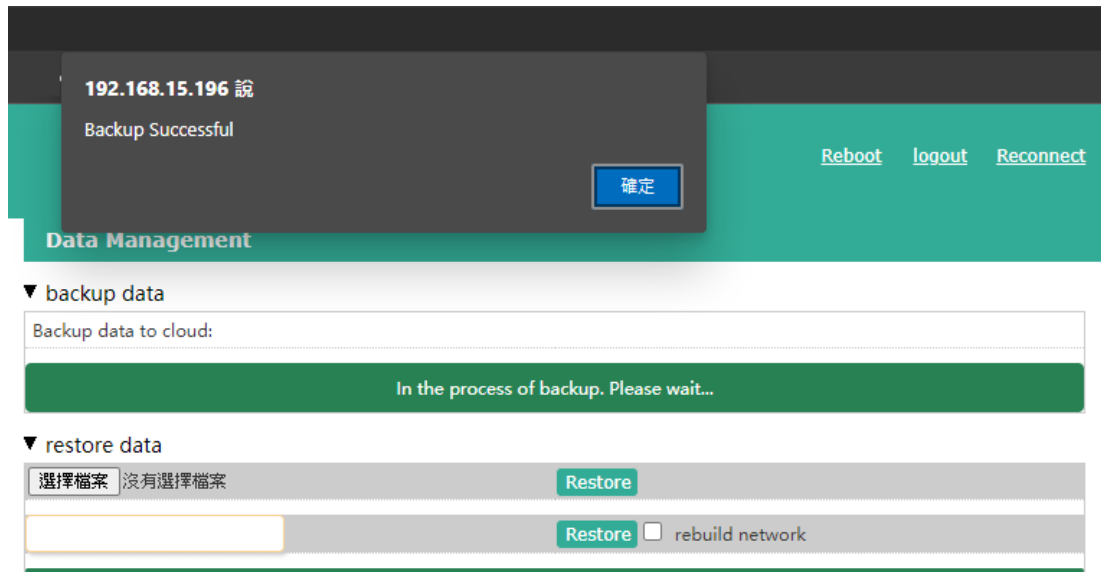 192.168.15.196 說
Backup Successful
確定
Reboot logout Reconnect
Data Management
▼ backup data
Backup data to cloud:
In the process of backup. Please wait...
▼ restore data
選擇檔案 沒有選擇檔案 Restore
Restore rebuild network